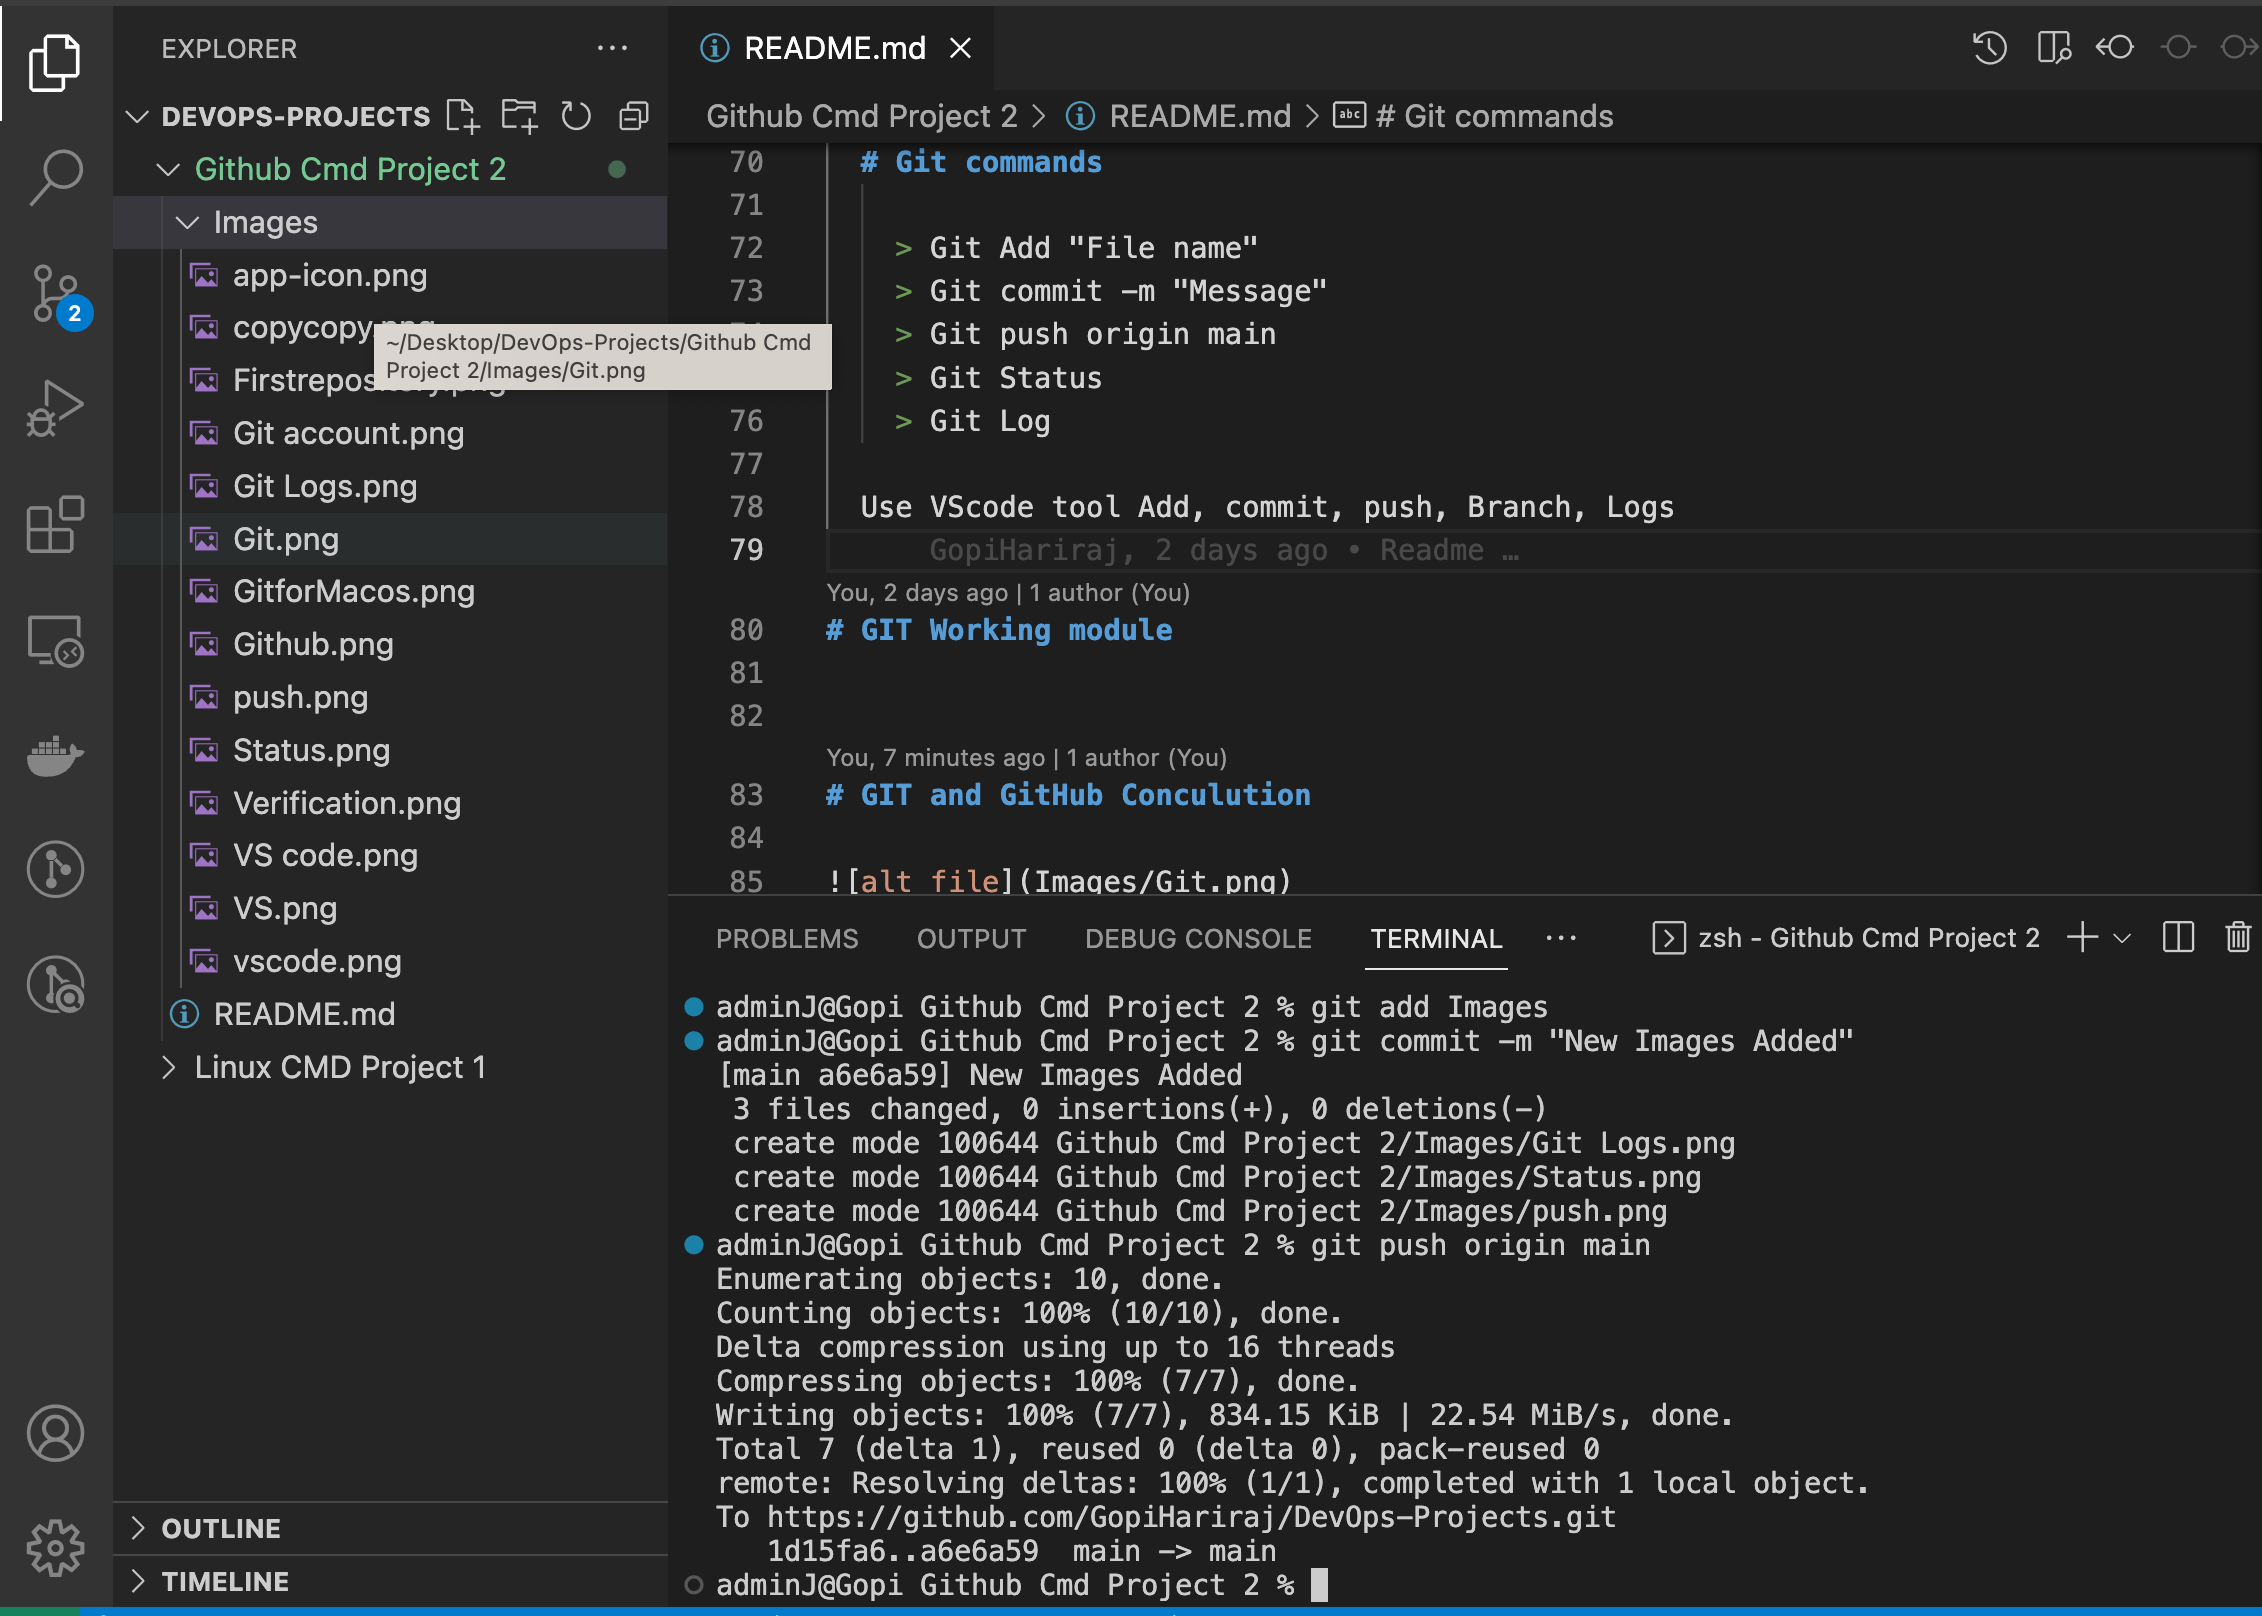 EXPLORER
DEVOPS-PROJECTS
Github Cmd Project 2
Images
app-icon.png
~/Desktop/DevOps-Projects/Github Cmd
Project 2/Images/Git.png
Git account.png
Git Logs.png
Git.png
GitforMacos.png
Github.png
push.png
Status.png
Verification.png
VS code.png
VS.png
vscode.png
README.md
Linux CMD Project 1
OUTLINE
TIMELINE
2
README.md
Github Cmd Project 2 > README.md > # Git commands
70 # Git commands
71
72 > Git Add "File name"
73 > Git commit -m "Message"
> Git push origin main
> Git Status
76 > Git Log
77
78 Use VScode tool Add, commit, push, Branch, Logs
79 GopiHariraj, 2 days ago • Readme …
You, 2 days ago | 1 author (You)
80 # GIT Working module
81
82
You, 7 minutes ago | 1 author (You)
83 # GIT and GitHub Conculution
84
85 ![alt file](Images/Git.png)
PROBLEMS OUTPUT DEBUG CONSOLE TERMINAL zsh - Github Cmd Project 2
adminJ@Gopi Github Cmd Project 2 % git add Images
adminJ@Gopi Github Cmd Project 2 % git commit -m "New Images Added"
[main a6e6a59] New Images Added
3 files changed, 0 insertions(+), 0 deletions(-)
create mode 100644 Github Cmd Project 2/Images/Git Logs.png
create mode 100644 Github Cmd Project 2/Images/Status.png
create mode 100644 Github Cmd Project 2/Images/push.png
adminJ@Gopi Github Cmd Project 2 % git push origin main
Enumerating objects: 10, done.
Counting objects: 100% (10/10), done.
Delta compression using up to 16 threads
Compressing objects: 100% (7/7), done.
Writing objects: 100% (7/7), 834.15 KiB | 22.54 MiB/s, done.
Total 7 (delta 1), reused 0 (delta 0), pack-reused 0
remote: Resolving deltas: 100% (1/1), completed with 1 local object.
To https://github.com/GopiHariraj/DevOps-Projects.git
1d15fa6..a6e6a59 main -> main
adminJ@Gopi Github Cmd Project 2 %